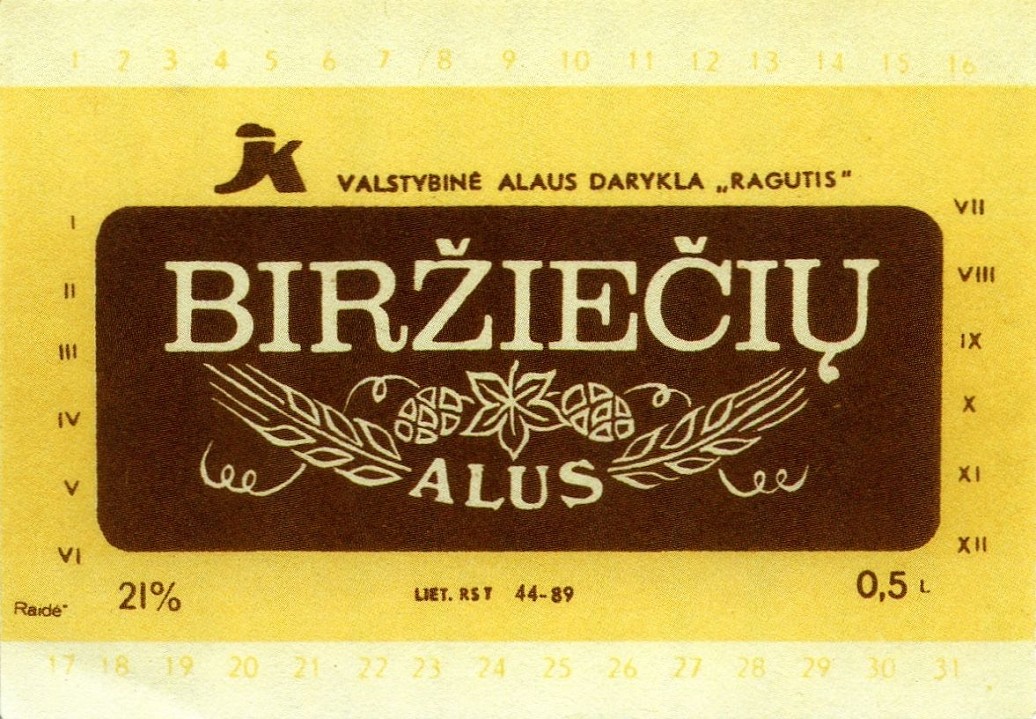 1 2 3 4 5 6 7 8 9 10 11 12 13 14 15 16
JK
VALSTYBINĖ ALAUS DARYKLA „RAGUTIS“
I
II
III
IV
V
VI
BIRŽIEČIŲ
ALUS
VII
VIII
IX
X
XI
XII
Raidė"
21%
LIET. RST 44-89
0,5 L
17 18 19 20 21 22 23 24 25 26 27 28 29 30 31